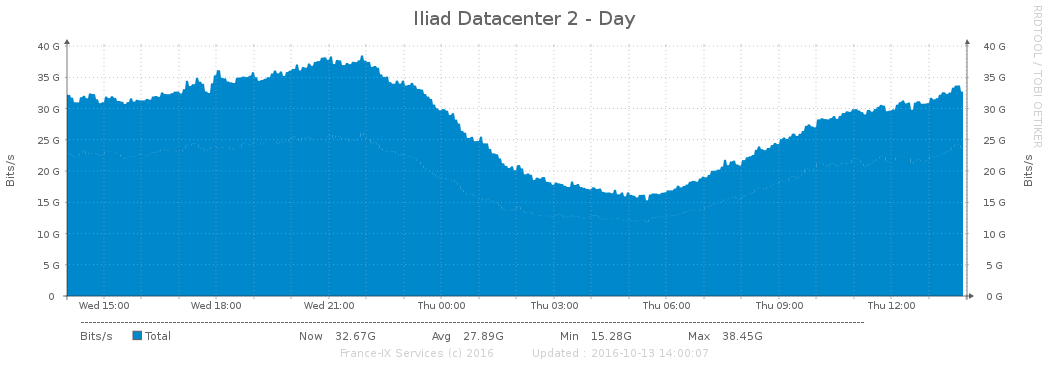 Iliad Datacenter 2 - Day
RRDTOOL / TOBI OETIKER
Bits/s
Bits/s
40 G 40 G
35 G 35 G
30 G 30 G
25 G 25 G
20 G 20 G
15 G 15 G
10 G 10 G
5 G 5 G
0 0 G
Wed 15:00 Wed 18:00 Wed 21:00 Thu 00:00 Thu 03:00 Thu 06:00 Thu 09:00 Thu 12:00
Bits/s Total Now 32.67G Avg 27.89G Min 15.28G Max 38.45G
France-IX Services (c) 2016 Updated : 2016-10-13 14:00:07